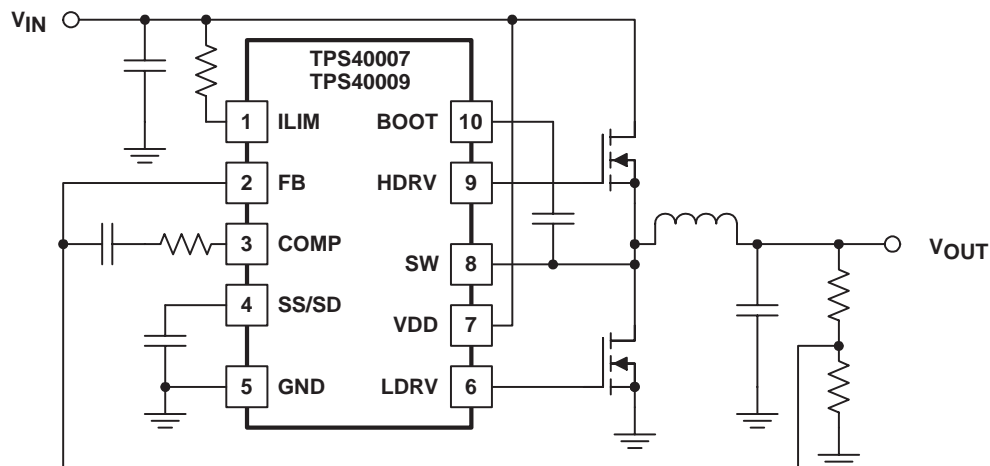 VIN
TPS40007
TPS40009
1 ILIM BOOT 10
2 FB HDRV 9
3 COMP
SW 8
4 SS/SD
VDD 7
5 GND LDRV 6
VOUT